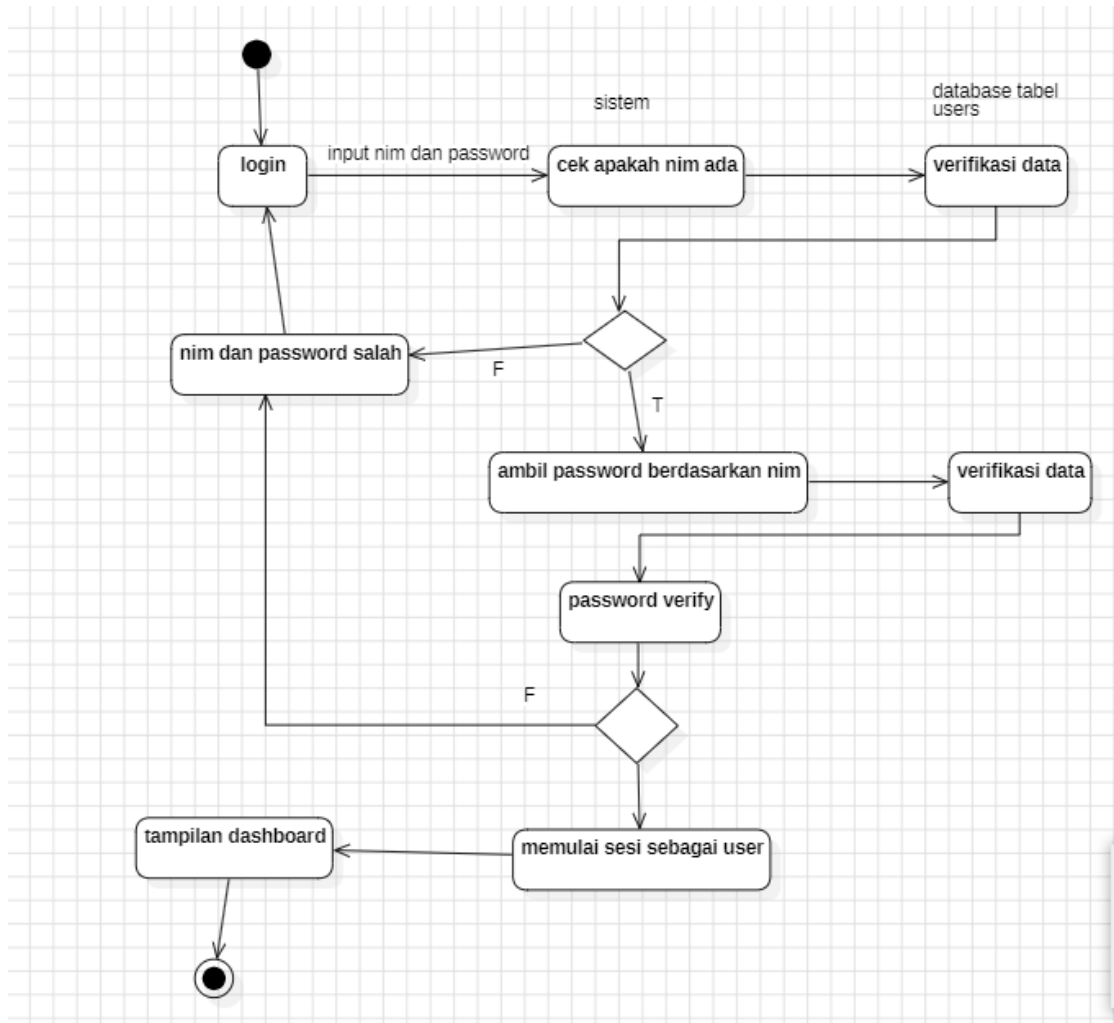 sistem
database tabel
users
login
input nim dan password
cek apakah nim ada
verifikasi data
nim dan password salah
F
T
ambil password berdasarkan nim
verifikasi data
password verify
F
tampilan dashboard
memulai sesi sebagai user